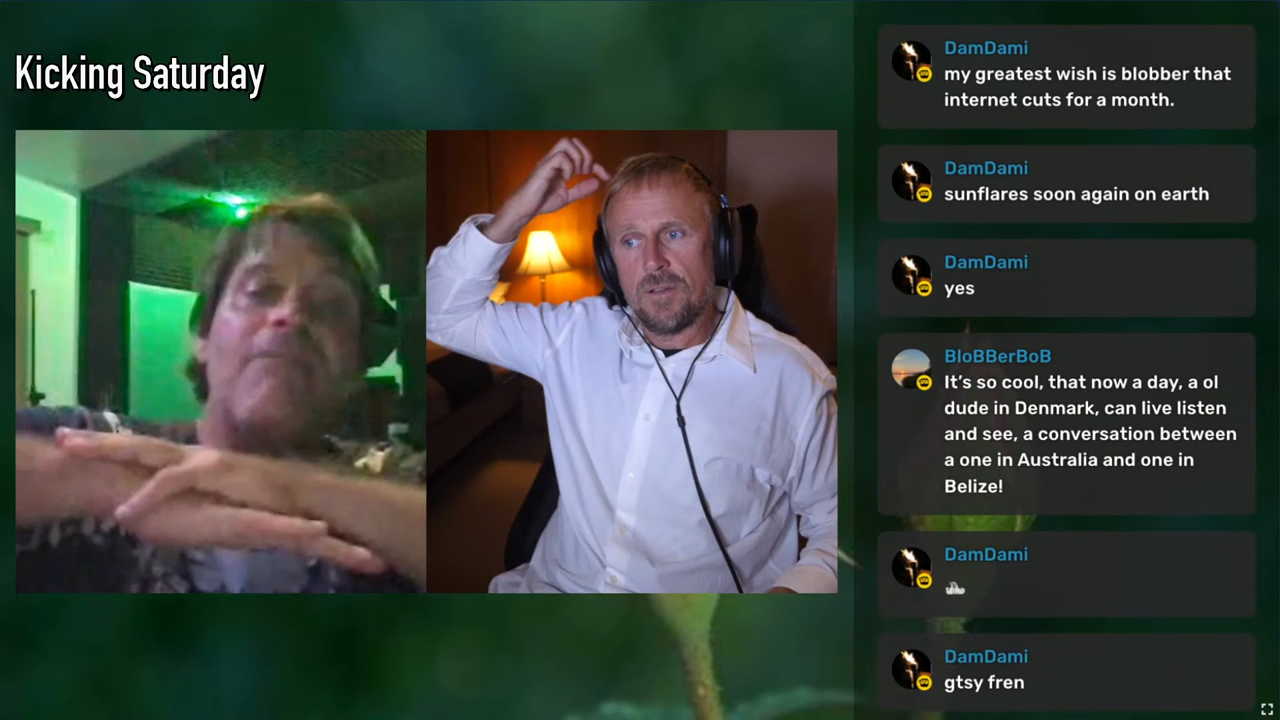 Kicking Saturday
DamDami
my greatest wish is blobber that
internet cuts for a month.
DamDami
sunflares soon again on earth
DamDami
yes
BloBBerBoB
It's so cool, that now a day, a ol
dude in Denmark, can live listen
and see, a conversation between
a one in Australia and one in
Belize!
DamDami
DamDami
gtsy fren